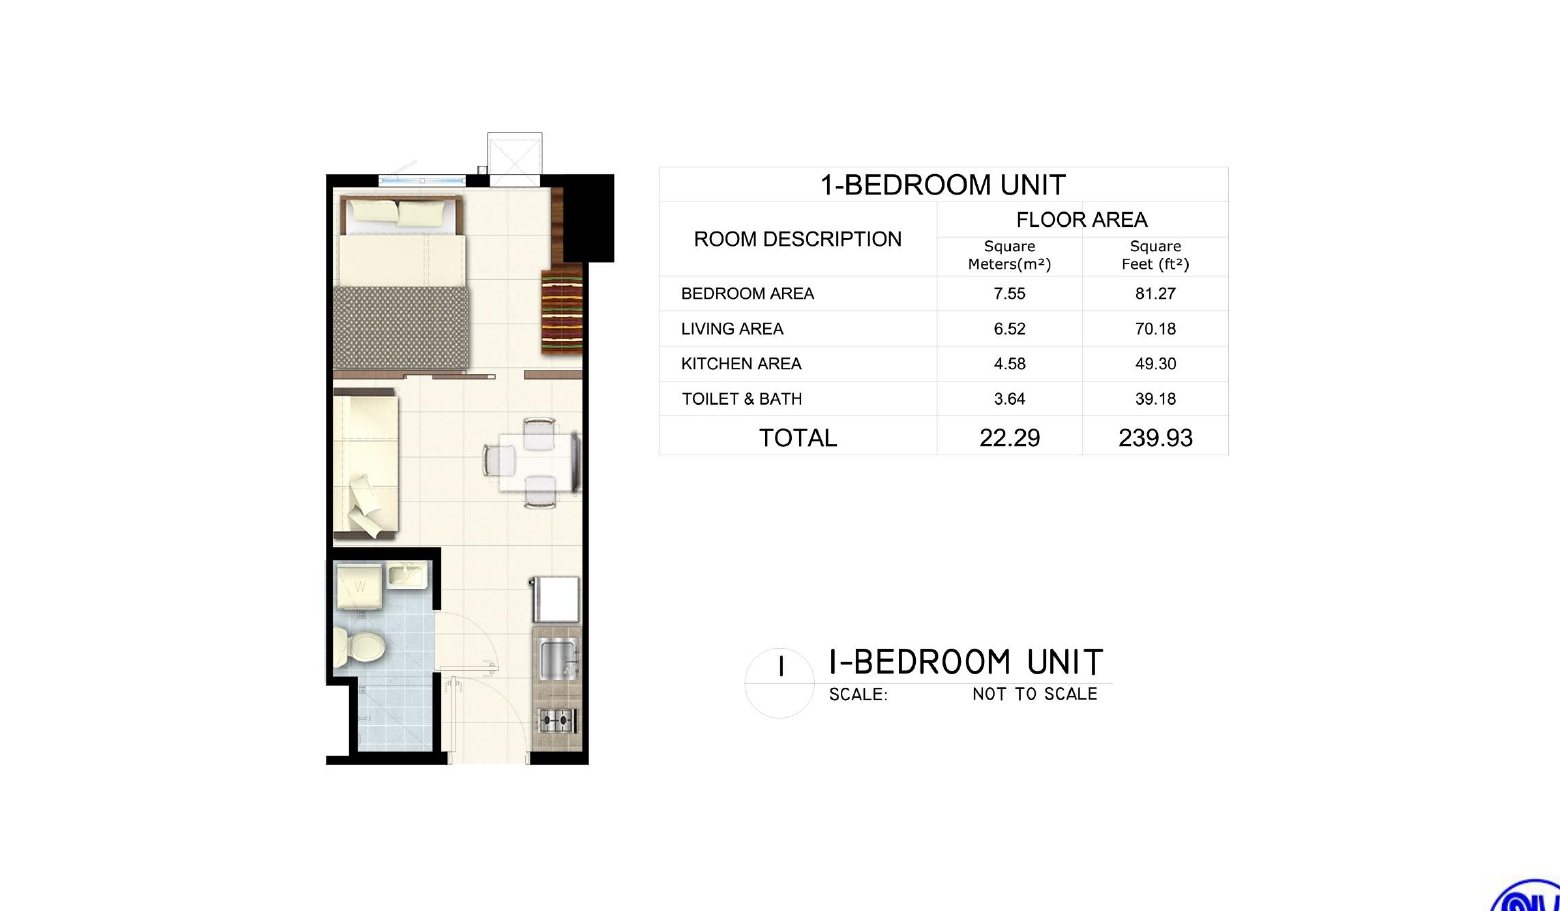 1-BEDROOM UNIT
ROOM DESCRIPTION
FLOOR AREA
Square Meters(m²)
Square Feet (ft²)
BEDROOM AREA 7.55 81.27
LIVING AREA 6.52 70.18
KITCHEN AREA 4.58 49.30
TOILET & BATH 3.64 39.18
TOTAL 22.29 239.93
W
1
1-BEDROOM UNIT
SCALE: NOT TO SCALE